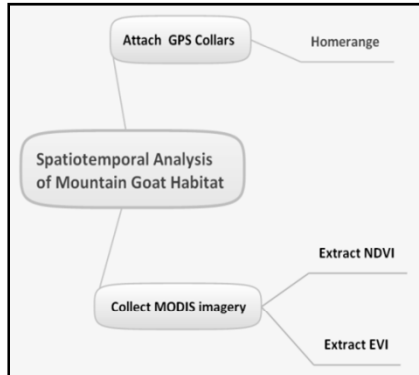 Attach GPS Collars
Homerange
Spatiotemporal Analysis
of Mountain Goat Habitat
Extract NDVI
Collect MODIS imagery
Extract EVI